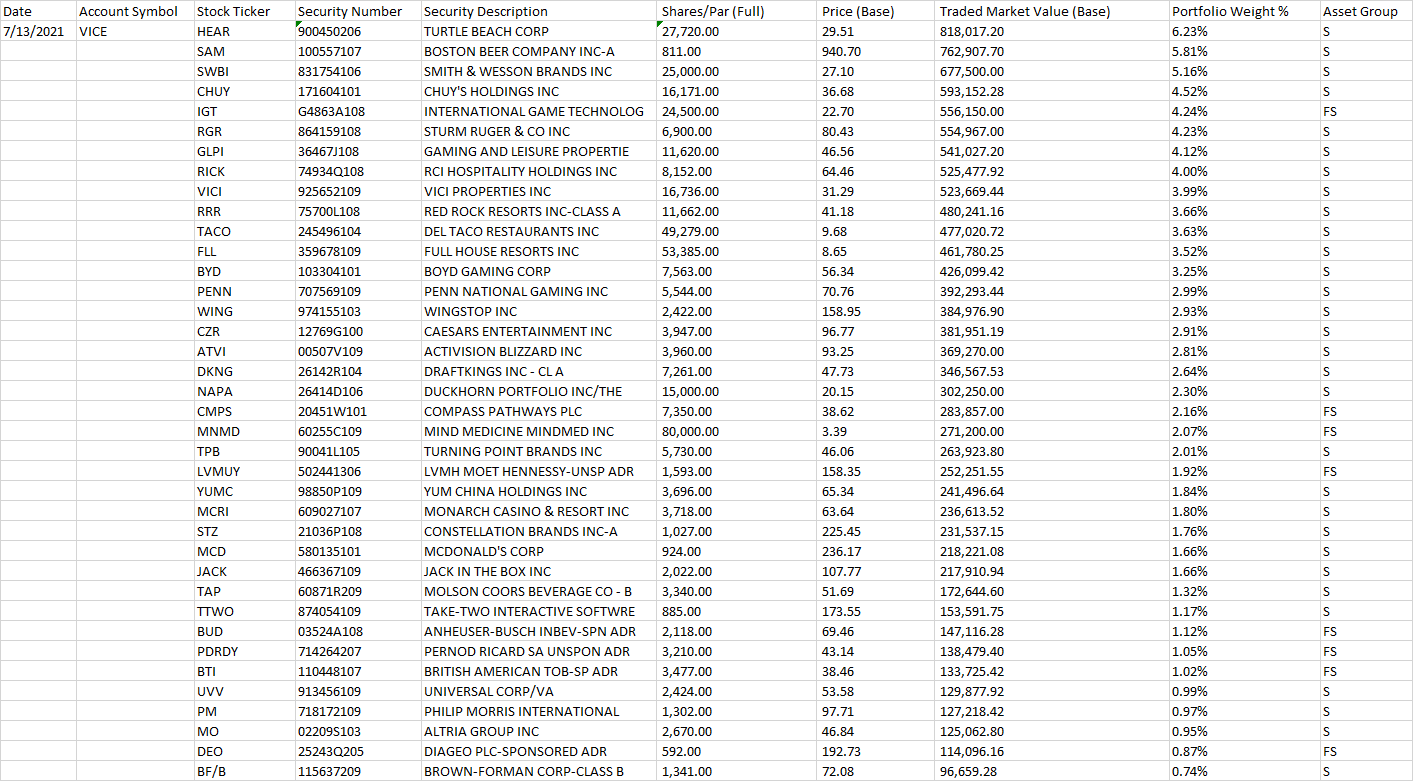 Date Account Symbol Stock Ticker Security Number Security Description Shares/Par (Full) Price (Base) Traded Market Value (Base) Portfolio Weight % Asset Group
7/13/2021 VICE HEAR 900450206 TURTLE BEACH CORP 27,720.00 29.51 818,017.20 6.23% S
SAM 100557107 BOSTON BEER COMPANY INC-A 811.00 940.70 762,907.70 5.81% S
SWBI 831754106 SMITH & WESSON BRANDS INC 25,000.00 27.10 677,500.00 5.16% S
CHUY 171604101 CHUY'S HOLDINGS INC 16,171.00 36.68 593,152.28 4.52% S
IGT G4863A108 INTERNATIONAL GAME TECHNOLOG 24,500.00 22.70 556,150.00 4.24% FS
RGR 864159108 STURM RUGER & CO INC 6,900.00 80.43 554,967.00 4.23% S
GLPI 36467J108 GAMING AND LEISURE PROPERTIE 11,620.00 46.56 541,027.20 4.12% S
RICK 74934Q108 RCI HOSPITALITY HOLDINGS INC 8,152.00 64.46 525,477.92 4.00% S
VICI 925652109 VICI PROPERTIES INC 16,736.00 31.29 523,669.44 3.99% S
RRR 75700L108 RED ROCK RESORTS INC-CLASS A 11,662.00 41.18 480,241.16 3.66% S
TACO 245496104 DEL TACO RESTAURANTS INC 49,279.00 9.68 477,020.72 3.63% S
FLL 359678109 FULL HOUSE RESORTS INC 53,385.00 8.65 461,780.25 3.52% S
BYD 103304101 BOYD GAMING CORP 7,563.00 56.34 426,099.42 3.25% S
PENN 707569109 PENN NATIONAL GAMING INC 5,544.00 70.76 392,293.44 2.99% S
WING 974155103 WINGSTOP INC 2,422.00 158.95 384,976.90 2.93% S
CZR 12769G100 CAESARS ENTERTAINMENT INC 3,947.00 96.77 381,951.19 2.91% S
ATVI 00507V109 ACTIVISION BLIZZARD INC 3,960.00 93.25 369,270.00 2.81% S
DKNG 26142R104 DRAFTKINGS INC - CL A 7,261.00 47.73 346,567.53 2.64% S
NAPA 26414D106 DUCKHORN PORTFOLIO INC/THE 15,000.00 20.15 302,250.00 2.30% S
CMPS 20451W101 COMPASS PATHWAYS PLC 7,350.00 38.62 283,857.00 2.16% FS
MNMD 60255C109 MIND MEDICINE MINDMED INC 80,000.00 3.39 271,200.00 2.07% FS
TPB 90041L105 TURNING POINT BRANDS INC 5,730.00 46.06 263,923.80 2.01% S
LVMUY 502441306 LVMH MOET HENNESSY-UNSP ADR 1,593.00 158.35 252,251.55 1.92% FS
YUMC 98850P109 YUM CHINA HOLDINGS INC 3,696.00 65.34 241,496.64 1.84% S
MCRI 609027107 MONARCH CASINO & RESORT INC 3,718.00 63.64 236,613.52 1.80% S
STZ 21036P108 CONSTELLATION BRANDS INC-A 1,027.00 225.45 231,537.15 1.76% S
MCD 580135101 MCDONALD'S CORP 924.00 236.17 218,221.08 1.66% S
JACK 466367109 JACK IN THE BOX INC 2,022.00 107.77 217,910.94 1.66% S
TAP 60871R209 MOLSON COORS BEVERAGE CO - B 3,340.00 51.69 172,644.60 1.32% S
TTWO 874054109 TAKE-TWO INTERACTIVE SOFTWRE 885.00 173.55 153,591.75 1.17% S
BUD 03524A108 ANHEUSER-BUSCH INBEV-SPN ADR 2,118.00 69.46 147,116.28 1.12% FS
PDRDY 714264207 PERNOD RICARD SA UNSPON ADR 3,210.00 43.14 138,479.40 1.05% FS
BTI 110448107 BRITISH AMERICAN TOB-SP ADR 3,477.00 38.46 133,725.42 1.02% FS
UVV 913456109 UNIVERSAL CORP/VA 2,424.00 53.58 129,877.92 0.99% S
PM 718172109 PHILIP MORRIS INTERNATIONAL 1,302.00 97.71 127,218.42 0.97% S
MO 02209S103 ALTRIA GROUP INC 2,670.00 46.84 125,062.80 0.95% S
DEO 25243Q205 DIAGEO PLC-SPONSORED ADR 592.00 192.73 114,096.16 0.87% FS
BF/B 115637209 BROWN-FORMAN CORP-CLASS B 1,341.00 72.08 96,659.28 0.74% S